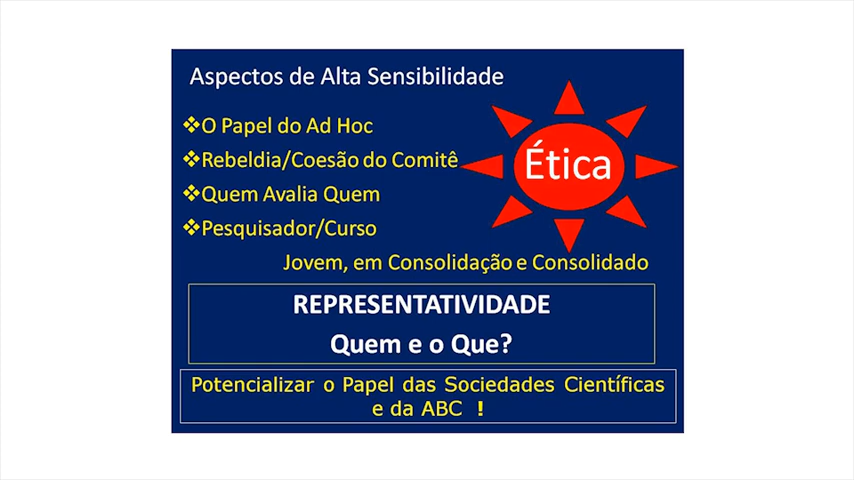 Aspectos de Alta Sensibilidade
❖O Papel do Ad Hoc
❖Rebeldia/Coesão do Comitê
❖Quem Avalia Quem
❖Pesquisador/Curso
Jovem, em Consolidação e Consolidado
Ética
REPRESENTATIVIDADE
Quem e o Que?
Potencializar o Papel das Sociedades Científicas
e da ABC !